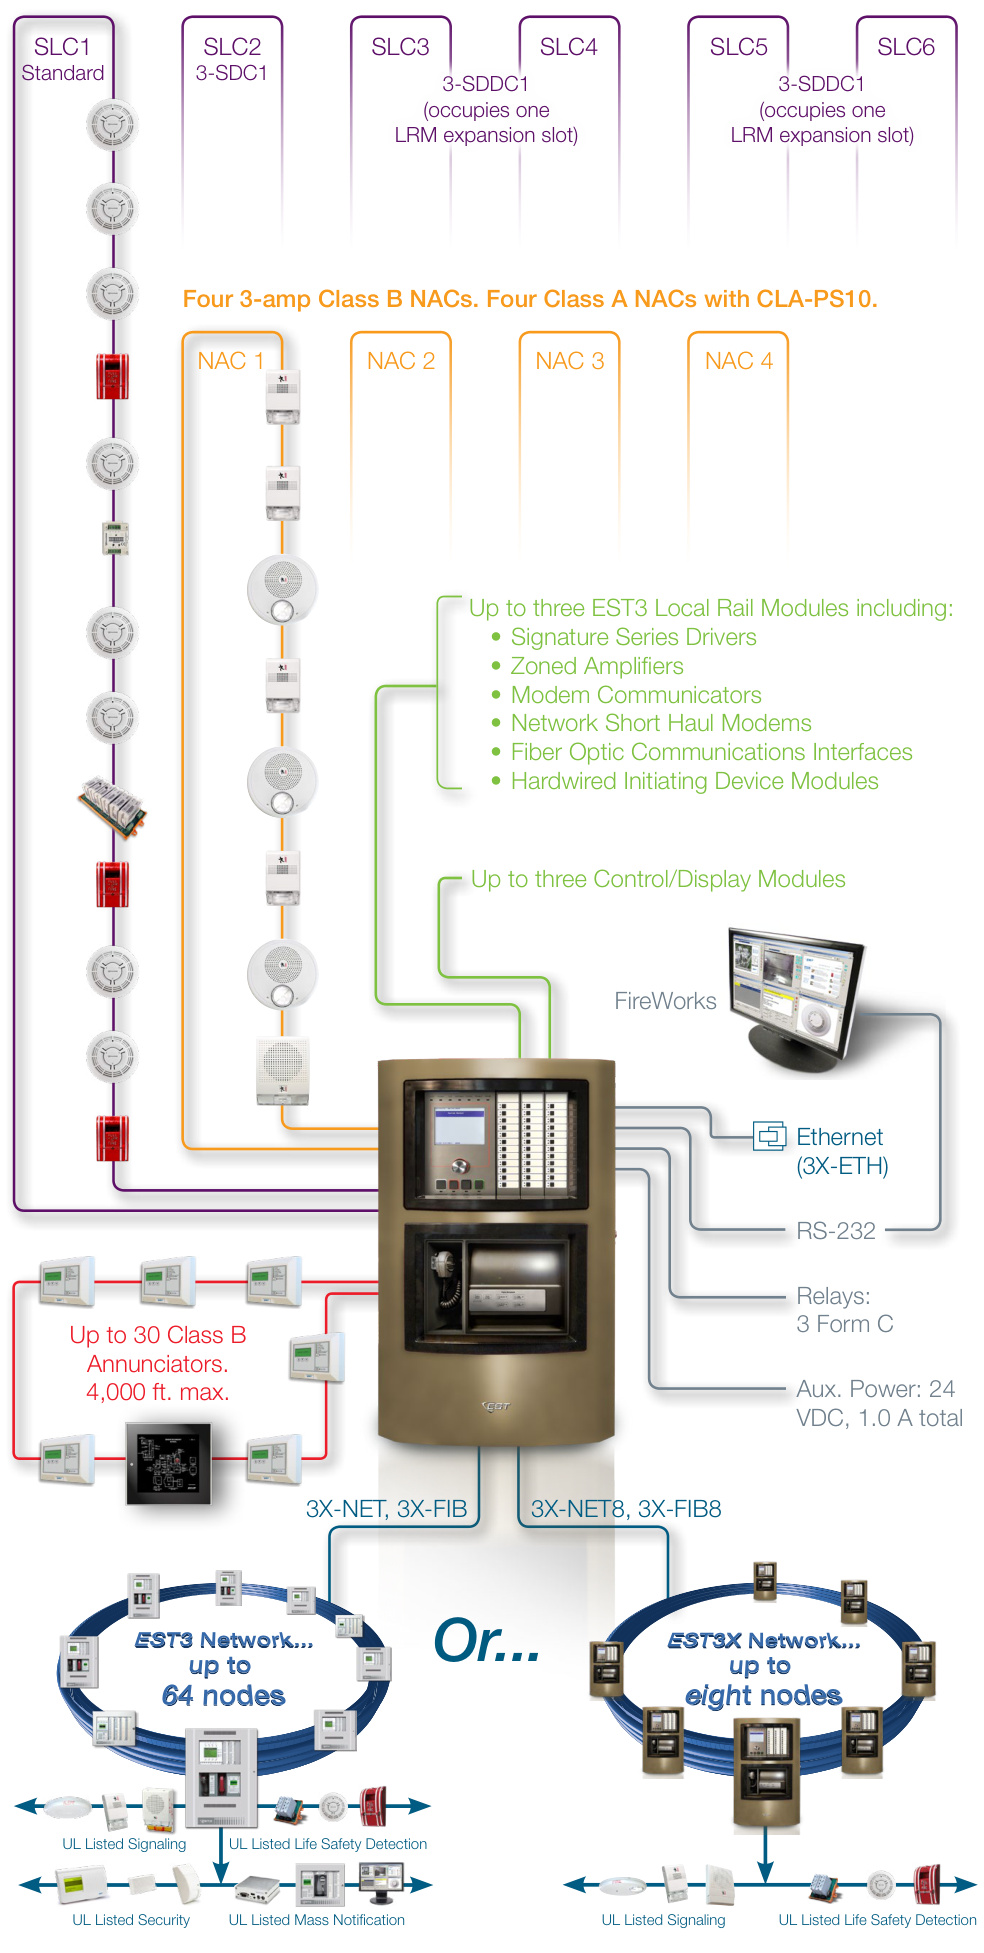 SLC1
Standard
SLC2
3-SDC1
SLC3
SLC4
3-SDDC1
(occupies one
LRM expansion slot)
SLC5
SLC6
3-SDDC1
(occupies one
LRM expansion slot)
Four 3-amp Class B NACs. Four Class A NACs with CLA-PS10.
NAC 1
NAC 2
NAC 3
NAC 4
Up to three EST3 Local Rail Modules including:
• Signature Series Drivers
• Zoned Amplifiers
• Modem Communicators
• Network Short Haul Modems
• Fiber Optic Communications Interfaces
• Hardwired Initiating Device Modules
Up to three Control/Display Modules
FireWorks
Ethernet
(3X-ETH)
RS-232
Relays:
3 Form C
Aux. Power: 24
VDC, 1.0 A total
Up to 30 Class B
Annunciators.
4,000 ft. max.
EST
3X-NET, 3X-FIB
3X-NET8, 3X-FIB8
EST3 Network...
up to
64 nodes
Or...
EST3X Network...
up to
eight nodes
UL Listed Signaling
UL Listed Life Safety Detection
UL Listed Security
UL Listed Mass Notification
UL Listed Signaling
UL Listed Life Safety Detection